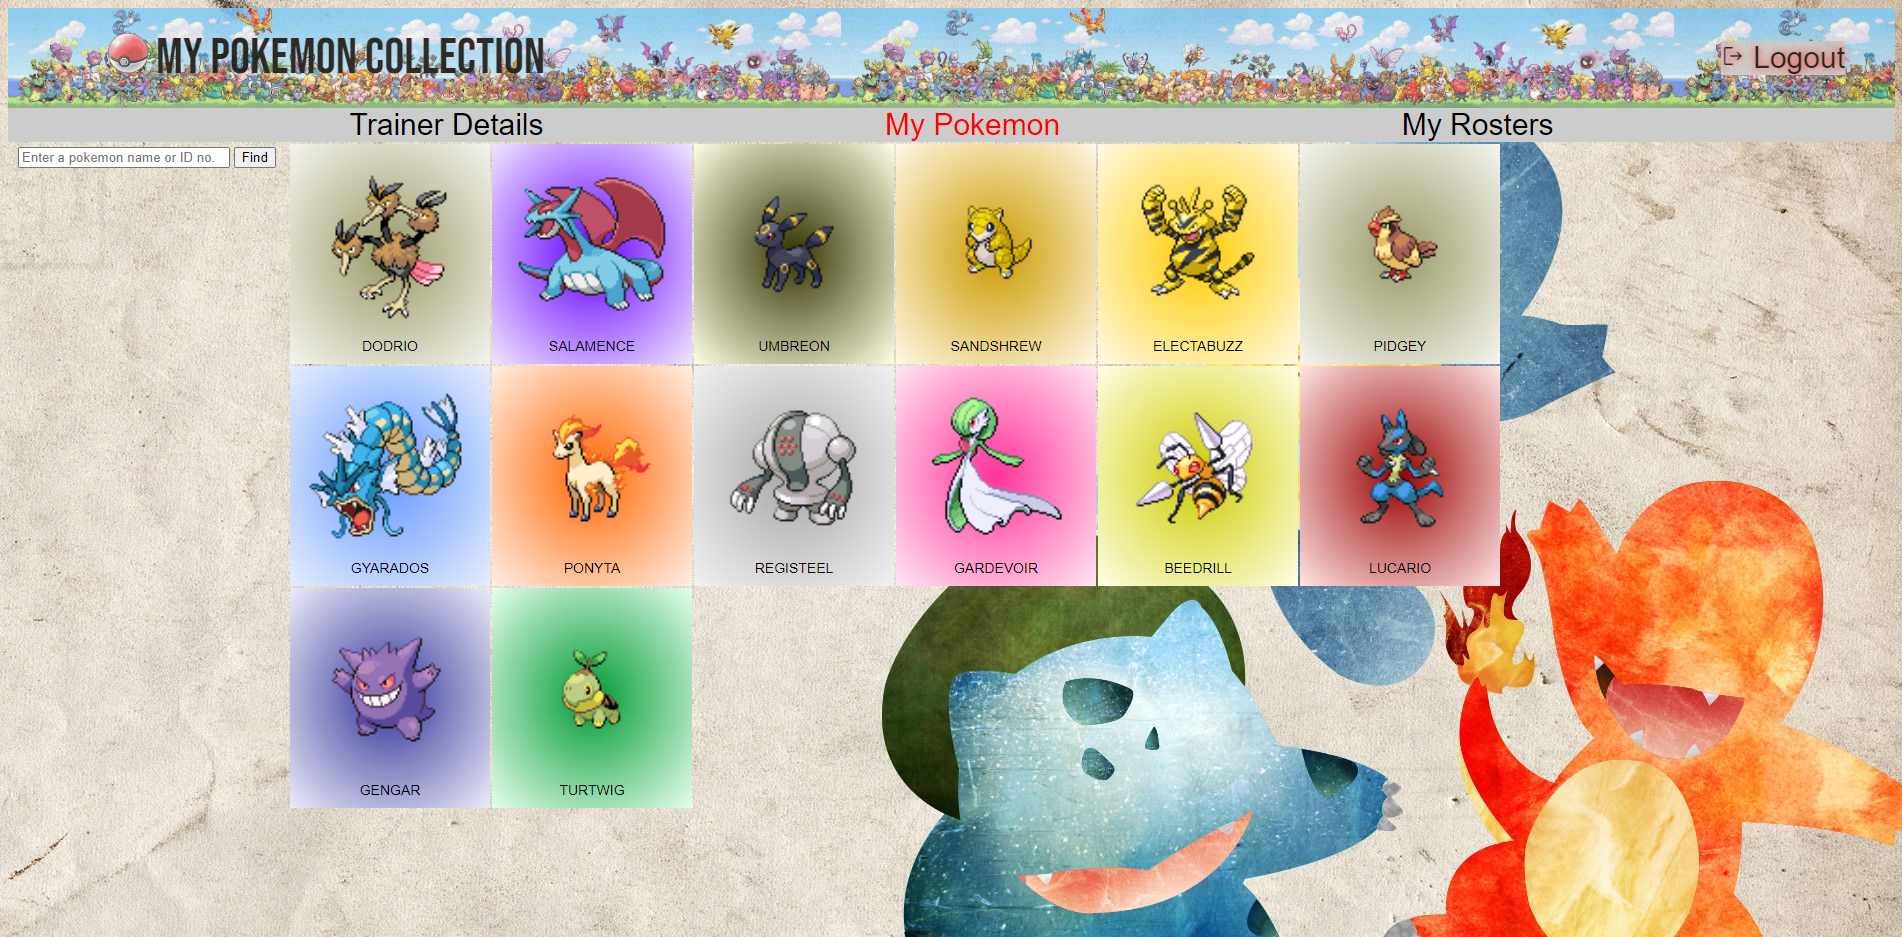 MY POKEMON COLLECTION
Logout
Trainer Details My Pokemon My Rosters
Enter a pokemon name or ID no. Find
DODRIO SALAMENCE UMBREON SANDSHREW ELECTABUZZ PIDGEY
GYARADOS PONYTA REGISTEEL GARDEVOIR BEEDRILL LUCARIO
GENGAR TURTWIG